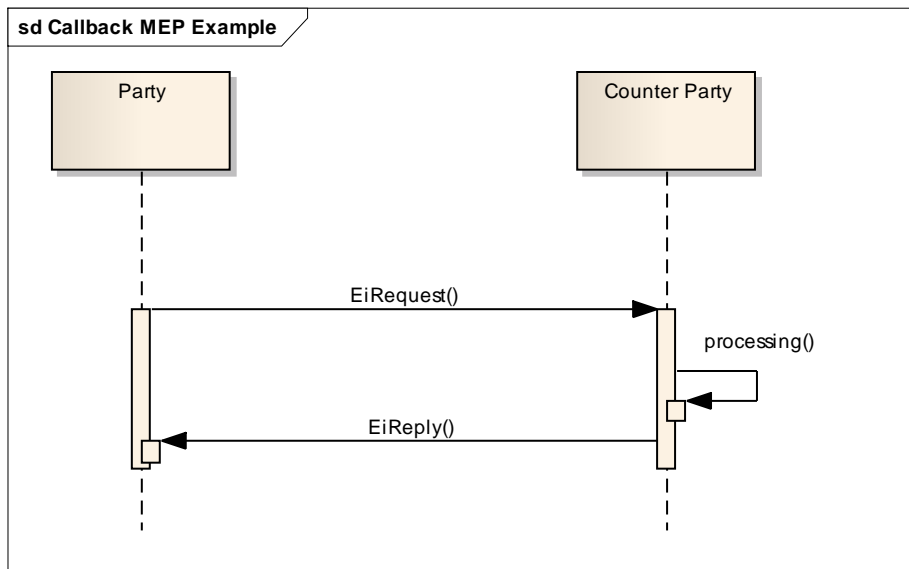 sd Callback MEP Example
Party
Counter Party
EiRequest()
processing()
EiReply()